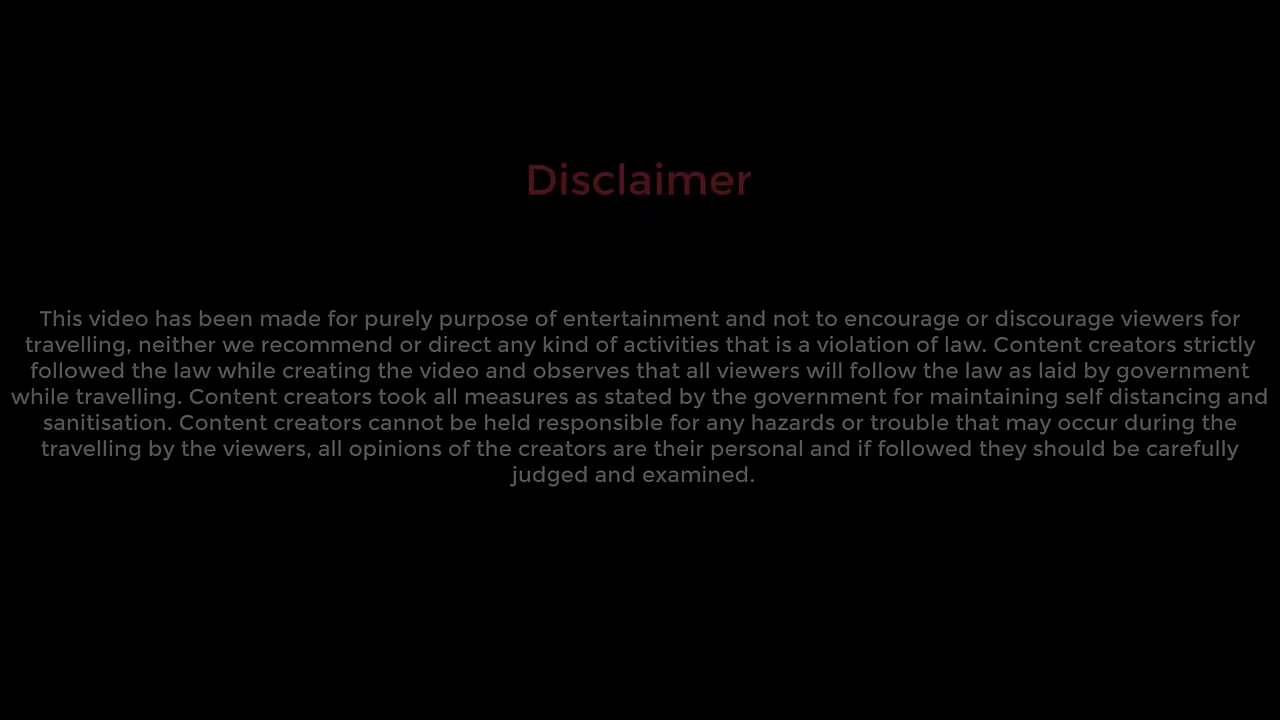 Disclaimer
This video has been made for purely purpose of entertainment and not to encourage or discourage viewers for
travelling, neither we recommend or direct any kind of activities that is a violation of law. Content creators strictly
followed the law while creating the video and observes that all viewers will follow the law as laid by government
while travelling. Content creators took all measures as stated by the government for maintaining self distancing and
sanitisation. Content creators cannot be held responsible for any hazards or trouble that may occur during the
travelling by the viewers, all opinions of the creators are their personal and if followed they should be carefully
judged and examined.